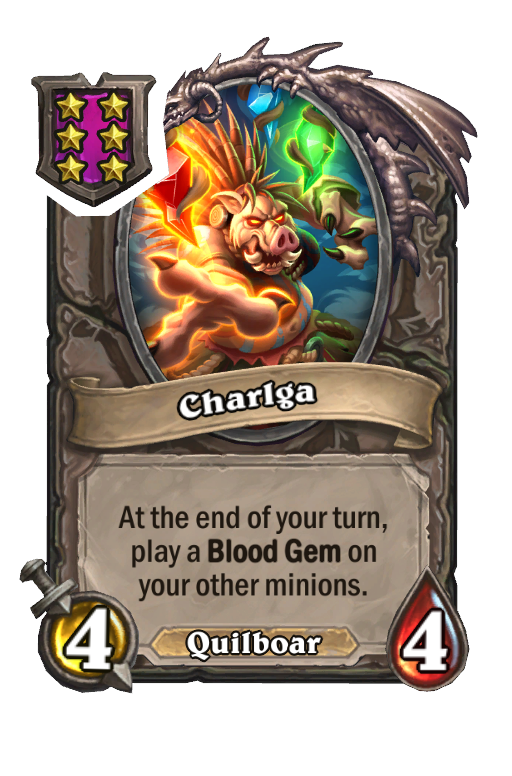 Charlga
At the end of your turn,
play a Blood Gem on
your other minions.
4
Quilboar
4